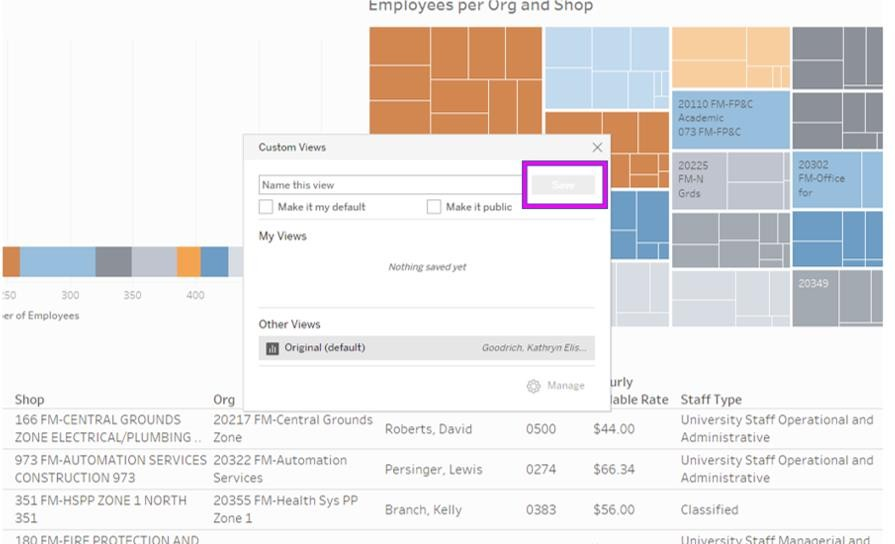 Employees per Org and Shop
20110 FM-FP&C
Academic
073 FM-FP&C
20225
FM-N
Grds
20302
FM-Office
for
20349
300
350
400
er of Employees
Custom Views
Name this view
Save
Make it my default
Make it public
My Views
Nothing saved yet
Other Views
Original (default)
Goodrich, Kathryn Elis...
Manage
Shop
Org
urly
lable Rate
Staff Type
166 FM-CENTRAL GROUNDS
ZONE ELECTRICAL/PLUMBING ..
20217 FM-Central Grounds
Zone
Roberts, David
0500
$44.00
University Staff Operational and
Administrative
973 FM-AUTOMATION SERVICES
CONSTRUCTION 973
20322 FM-Automation
Services
Persinger, Lewis
0274
$66.34
University Staff Operational and
Administrative
351 FM-HSPP ZONE 1 NORTH
351
20355 FM-Health Sys PP
Zone 1
Branch, Kelly
0383
$56.00
Classified
180 FM-FIRE PROTECTION AND
University Staff Managerial and